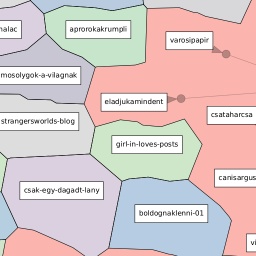 aprorokakrumpli
varosipapir
mosolygok-a-vilagnak
eladjukamindent
strangersworlds-blog
csataharcsa
girl-in-loves-posts
canisargus
csak-egy-dagadt-lany
boldognaklenni-01